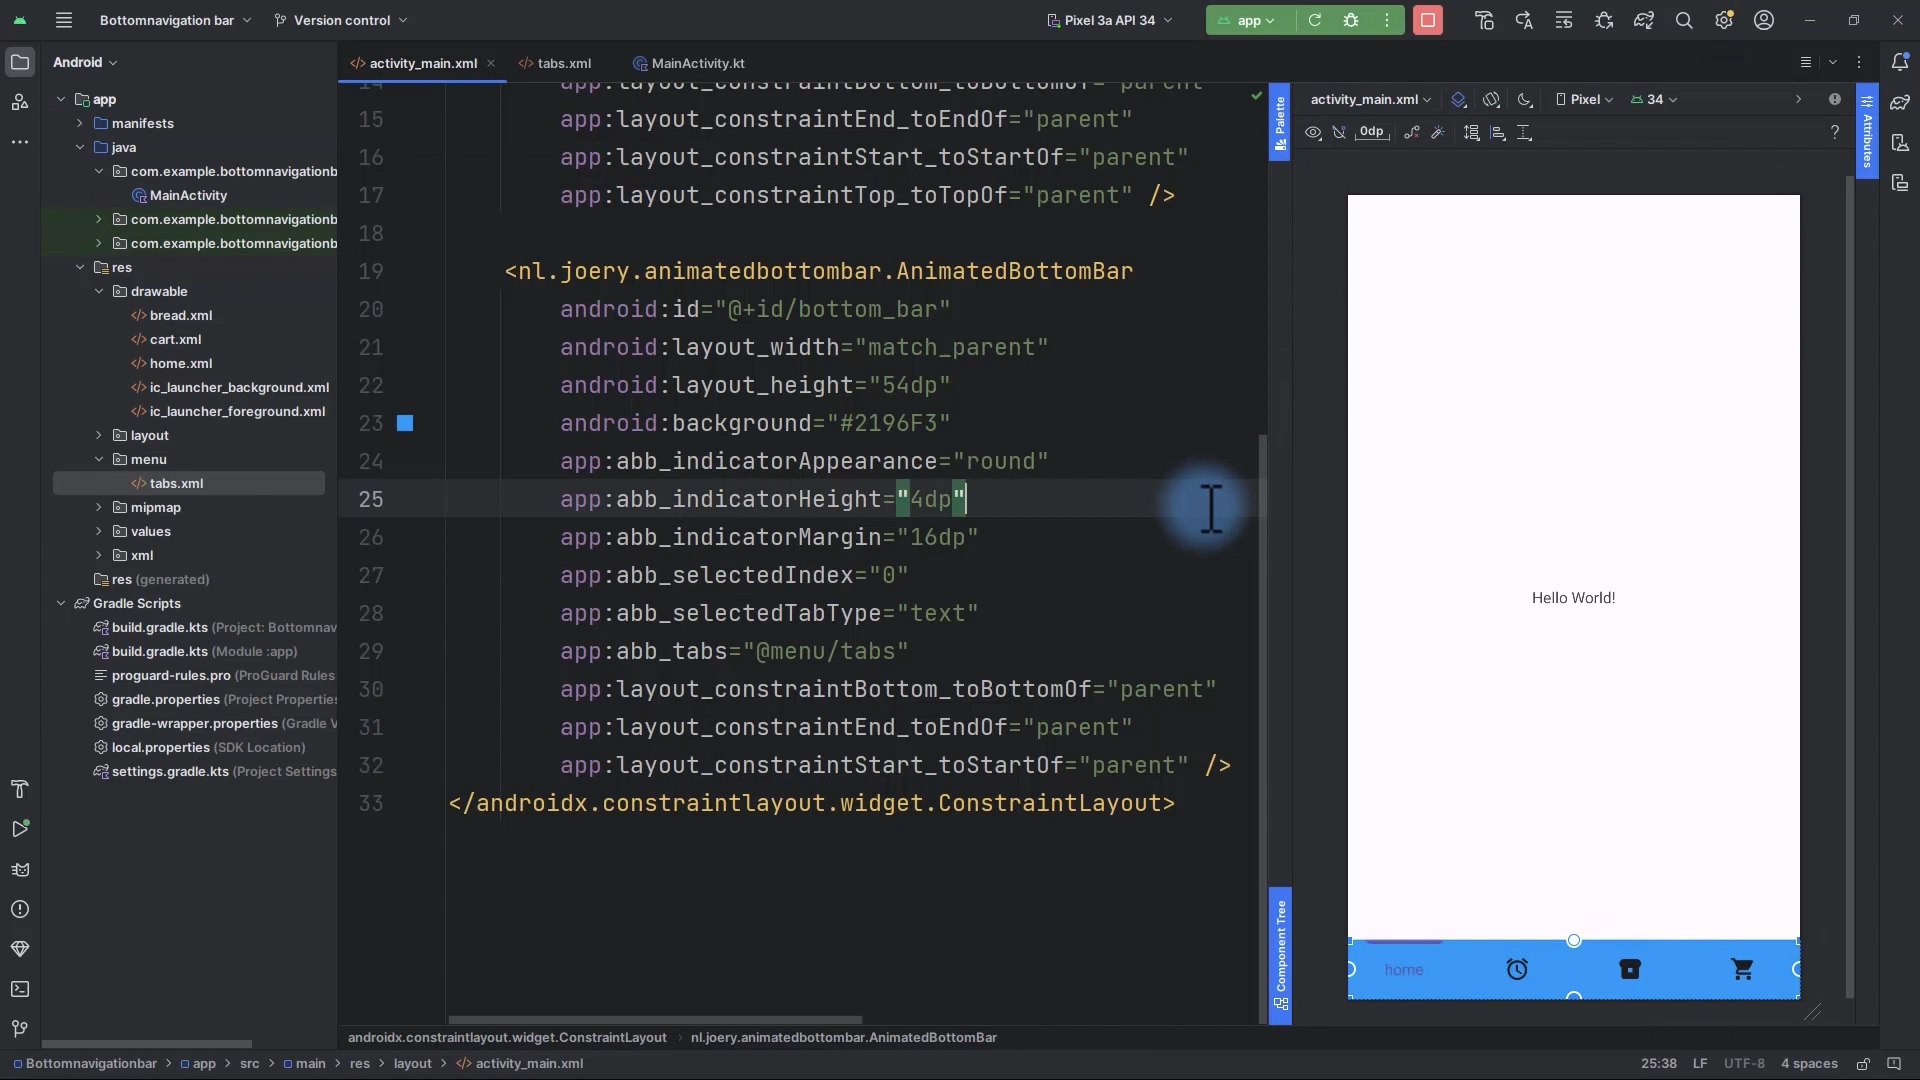 Bottomnavigation bar
Version control
Pixel 3a API 34
app
Android
activity_main.xml
tabs.xml
MainActivity.kt
app
manifests
java
com.example.bottomnavigationb
MainActivity
com.example.bottomnavigationb
com.example.bottomnavigationb
res
drawable
bread.xml
cart.xml
home.xml
ic_launcher_background.xml
ic_launcher_foreground.xml
layout
menu
tabs.xml
mipmap
values
xml
res (generated)
Gradle Scripts
build.gradle.kts (Project: Bottomnav
build.gradle.kts (Module :app)
proguard-rules.pro (ProGuard Rules
gradle.properties (Project Properties
gradle-wrapper.properties (Gradle V
local.properties (SDK Location)
settings.gradle.kts (Project Settings
14 app:layout_constraintBottom_toBottomOf="parent"
15 app:layout_constraintEnd_toEndOf="parent"
16 app:layout_constraintStart_toStartOf="parent"
17 app:layout_constraintTop_toTopOf="parent" />
18
19 <nl.joery.animatedbottombar.AnimatedBottomBar
20 android:id="@+id/bottom_bar"
21 android:layout_width="match_parent"
22 android:layout_height="54dp"
23 android:background="#2196F3"
24 app:abb_indicatorAppearance="round"
25 app:abb_indicatorHeight="4dp"
26 app:abb_indicatorMargin="16dp"
27 app:abb_selectedIndex="0"
28 app:abb_selectedTabType="text"
29 app:abb_tabs="@menu/tabs"
30 app:layout_constraintBottom_toBottomOf="parent"
31 app:layout_constraintEnd_toEndOf="parent"
32 app:layout_constraintStart_toStartOf="parent" />
33 </androidx.constraintlayout.widget.ConstraintLayout>
Palette
Component Tree
activity_main.xml
Pixel
34
0dp
?
Attributes
Hello World!
home
androidx.constraintlayout.widget.ConstraintLayout > nl.joery.animatedbottombar.AnimatedBottomBar
Bottomnavigationbar > app > src > main > res > layout > activity_main.xml
25:38 LF UTF-8 4 spaces